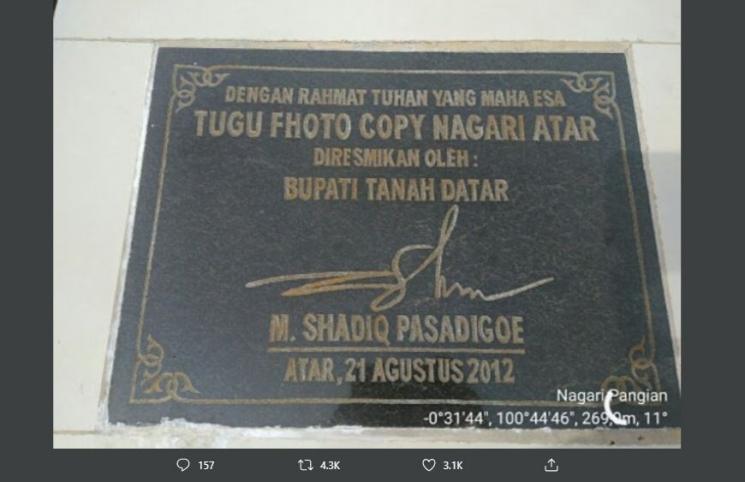 DENGAN RAHMAT TUHAN YANG MAHA ESA
TUGU FHOTO COPY NAGARI ATAR
DIRESMIKAN OLEH :
BUPATI TANAH DATAR
M. SHADIQ PASADIGOE
ATAR, 21 AGUSTUS 2012
Nagari Pangian
-0°31'44", 100°44'46", 269,0m, 11°
157 4.3K 3.1K